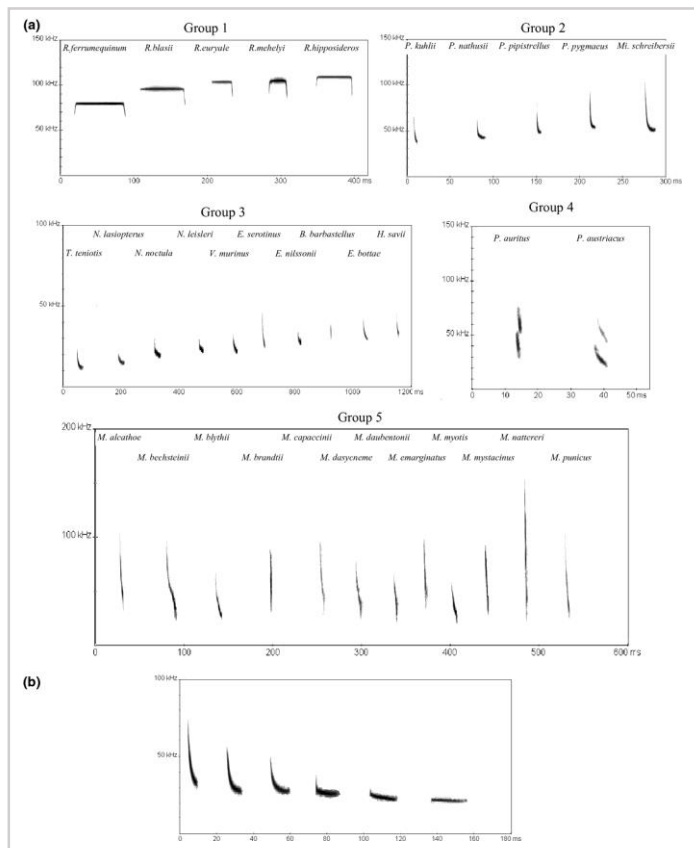 (a)
Group 1
150 kHz
R.ferrumequinum R.blasii R.euryale R.mehelyi R.hipposideros
100 kHz
50 kHz
0 100 200 300 400 ms
Group 2
150 kHz
P. kuhlii P. nathusii P. pipistrellus P. pygmaeus Mi. schreibersii
100 kHz
50 kHz
0 50 100 150 200 250 300 ms
Group 3
100 kHz
N. lasiopterus N. leisleri E. serotinus B. barbastellus H. savii
T. teniotis N. noctula V. murinus E. nilssonii E. bottae
50 kHz
0 200 400 600 800 1000 1200 ms
Group 4
150 kHz
P. auritus P. austriacus
100 kHz
50 kHz
0 10 20 30 40 50 ms
Group 5
200 kHz
M. alcathoe M. blythii M. capaccinii M. daubentonii M. myotis M. nattereri
M. bechsteinii M. brandtii M. dasycneme M. emarginatus M. mystacinus M. punicus
100 kHz
0 100 200 300 400 500 600 ms
(b)
100 kHz
50 kHz
0 20 40 60 80 100 120 140 160 180 ms